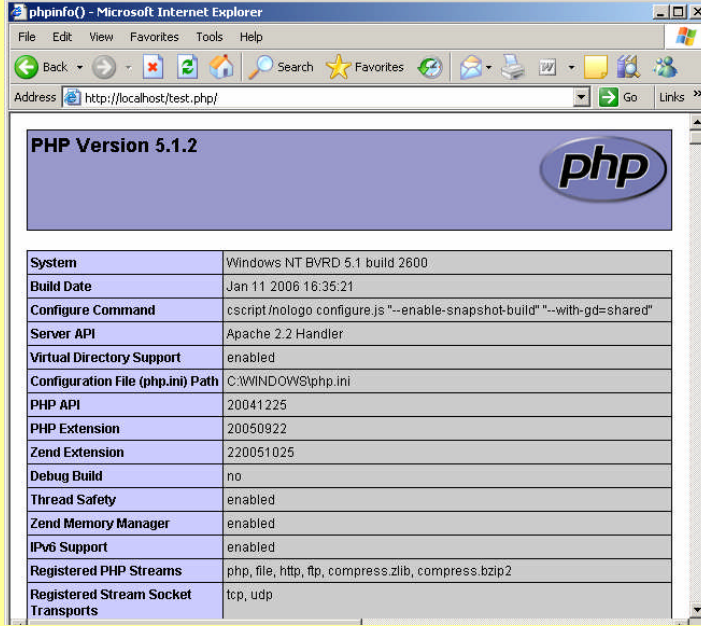 phpinfo() - Microsoft Internet Explorer
File Edit View Favorites Tools Help
Back Search Favorites
Address http://localhost/test.php/ Go Links »
PHP Version 5.1.2
php
System Windows NT BVRD 5.1 build 2600
Build Date Jan 11 2006 16:35:21
Configure Command cscript /nologo configure.js "--enable-snapshot-build" "--with-gd=shared"
Server API Apache 2.2 Handler
Virtual Directory Support enabled
Configuration File (php.ini) Path C:\WINDOWS\php.ini
PHP API 20041225
PHP Extension 20050922
Zend Extension 220051025
Debug Build no
Thread Safety enabled
Zend Memory Manager enabled
IPv6 Support enabled
Registered PHP Streams php, file, http, ftp, compress.zlib, compress.bzip2
Registered Stream Socket tcp, udp
Transports